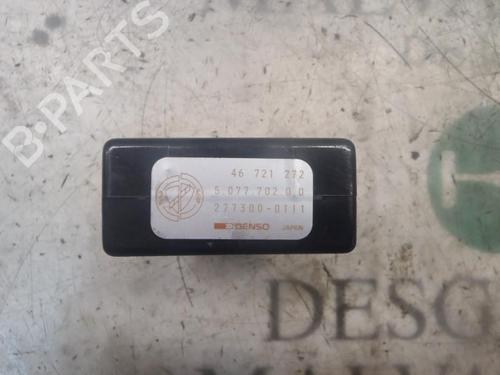 46 721 272
5.077.702.0.0
277300-0111
DENSO JAPAN
B-PARTS
DESG